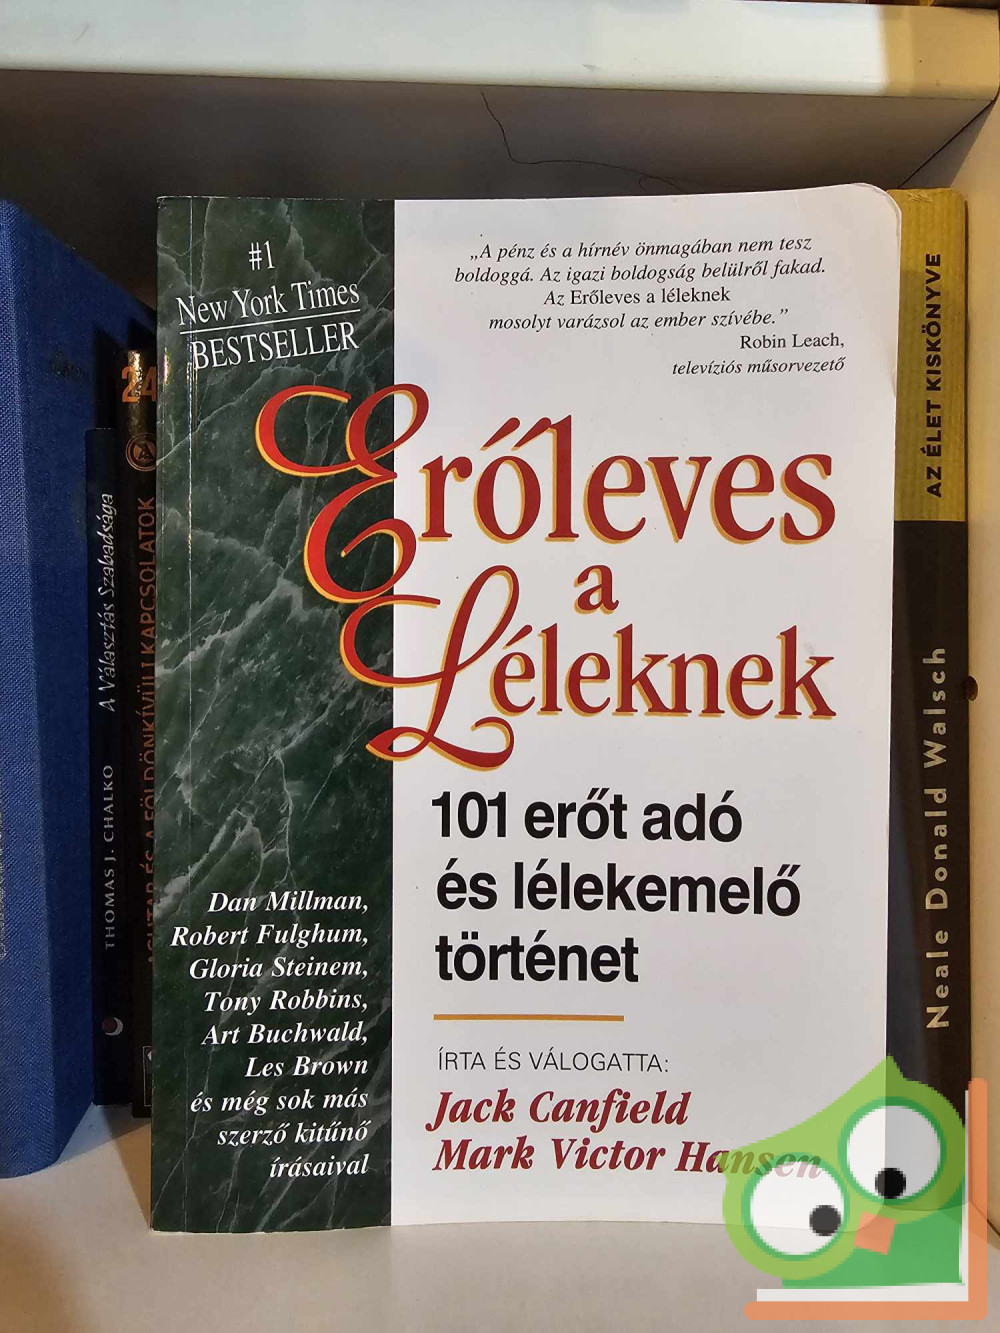 #1
New York Times
BESTSELLER
„A pénz és a hírnév önmagában nem tesz
boldoggá. Az igazi boldogság belülről fakad.
Az Erőleves a léleknek
mosolyt varázsol az ember szívébe.”
Robin Leach,
televíziós műsorvezető
Erőleves
a
Léleknek
101 erőt adó
és lélekemelő
történet
ÍRTA ÉS VÁLOGATTA:
Jack Canfield
Mark Victor Hansen
Dan Millman,
Robert Fulghum,
Gloria Steinem,
Tony Robbins,
Art Buchwald,
Les Brown
és még sok más
szerző kitűnő
írásaival
THOMAS J. CHALKO A Választás Szabadsága
ÉS A FÖLDÖNKÍVÜLI KAPCSOLATOK
24
Neale Donald Walsch AZ ÉLET KISKÖNYVE